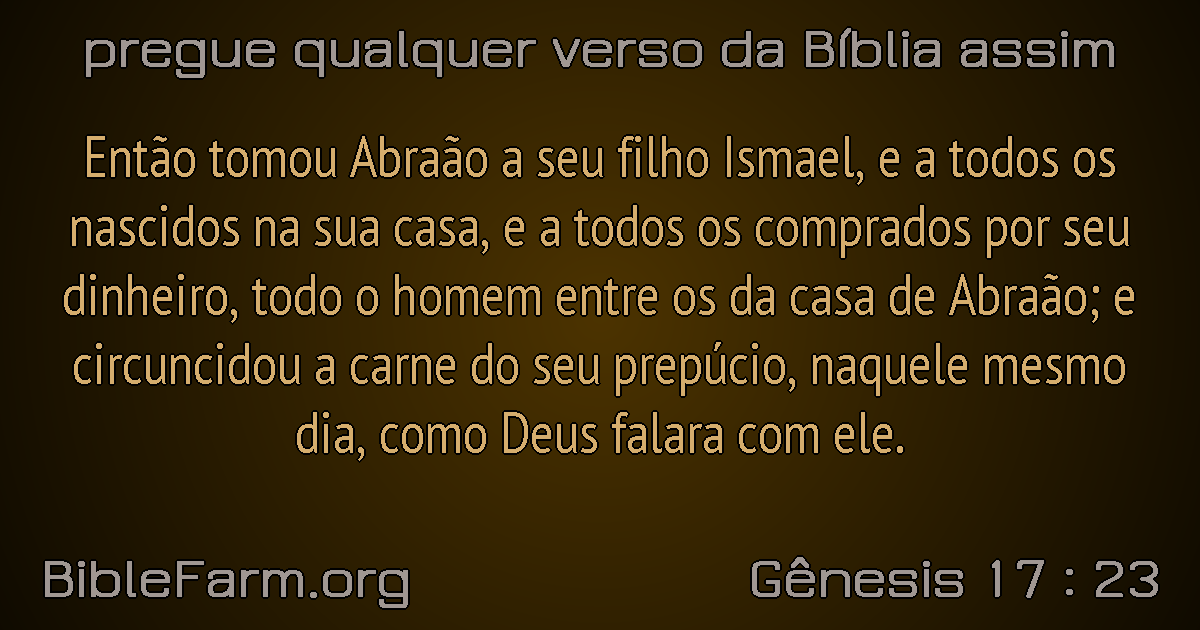 pregue qualquer verso da Bíblia assim
Então tomou Abraão a seu filho Ismael, e a todos os
nascidos na sua casa, e a todos os comprados por seu
dinheiro, todo o homem entre os da casa de Abraão; e
circuncidou a carne do seu prepúcio, naquele mesmo
dia, como Deus falara com ele.
BibleFarm.org
Gênesis 17 : 23